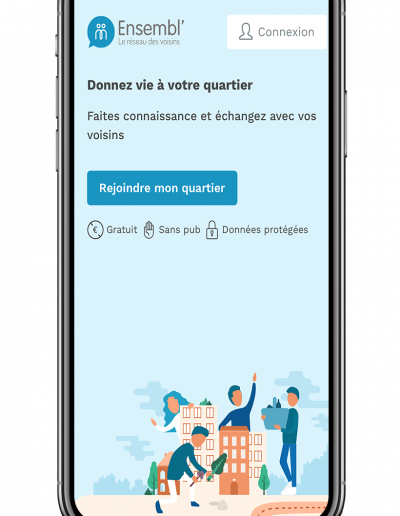 Ensembl’
Le réseau des voisins
Connexion
Donnez vie à votre quartier
Faites connaissance et échangez avec vos
voisins
Rejoindre mon quartier
€ Gratuit Sans pub Données protégées